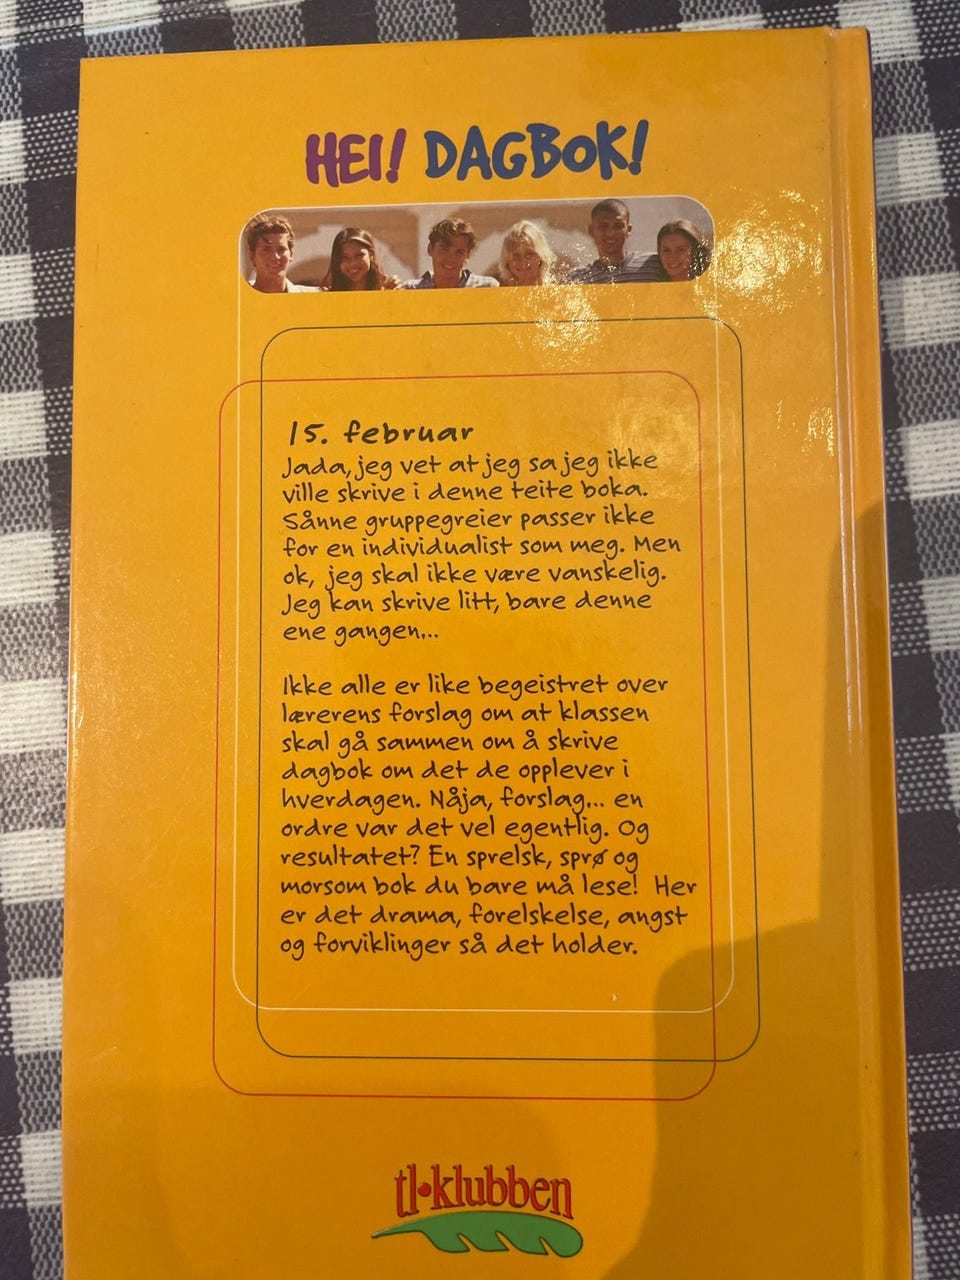 HEI! DAGBOK!
15. februar
Jada, jeg vet at jeg sa jeg ikke
ville skrive i denne teite boka.
Sånne gruppegreier passer ikke
for en individualist som meg. Men
ok, jeg skal ikke være vanskelig.
Jeg kan skrive litt, bare denne
ene gangen...
Ikke alle er like begeistret over
lærerens forslag om at klassen
skal gå sammen om å skrive
dagbok om det de opplever i
hverdagen. Nåja, forslag... en
ordre var det vel egentlig. Og
resultatet? En sprelsk, sprø og
morsom bok du bare må lese! Her
er det drama, forelskelse, angst
og forviklinger så det holder.
tl•klubben